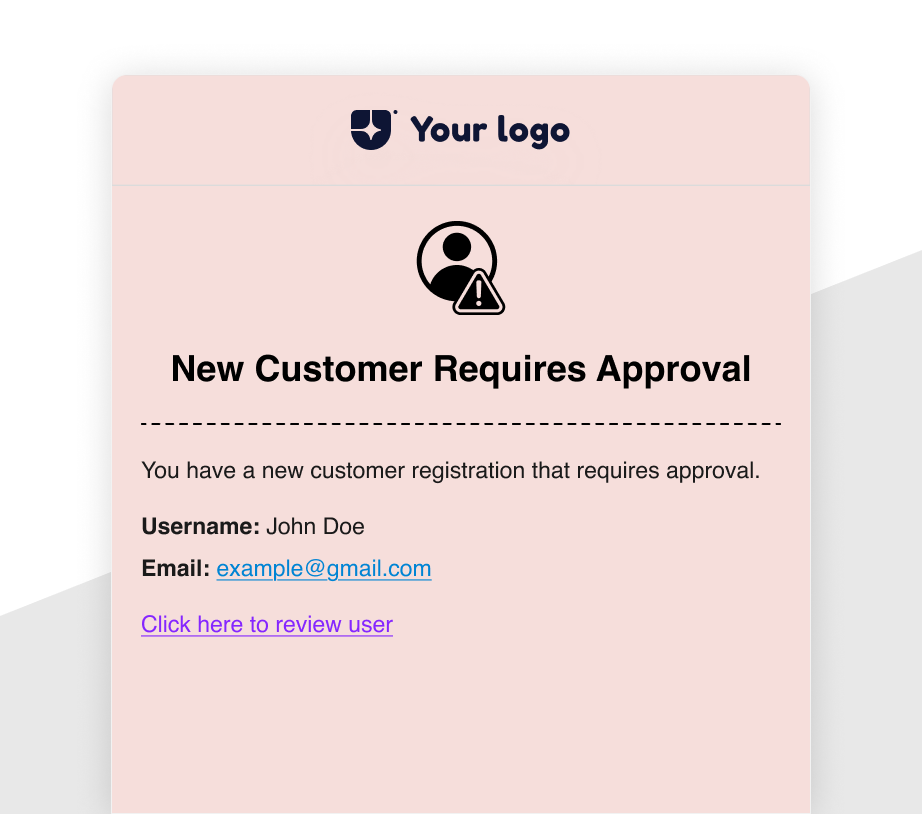 Your logo
New Customer Requires Approval
You have a new customer registration that requires approval.
Username: John Doe
Email: example@gmail.com
Click here to review user